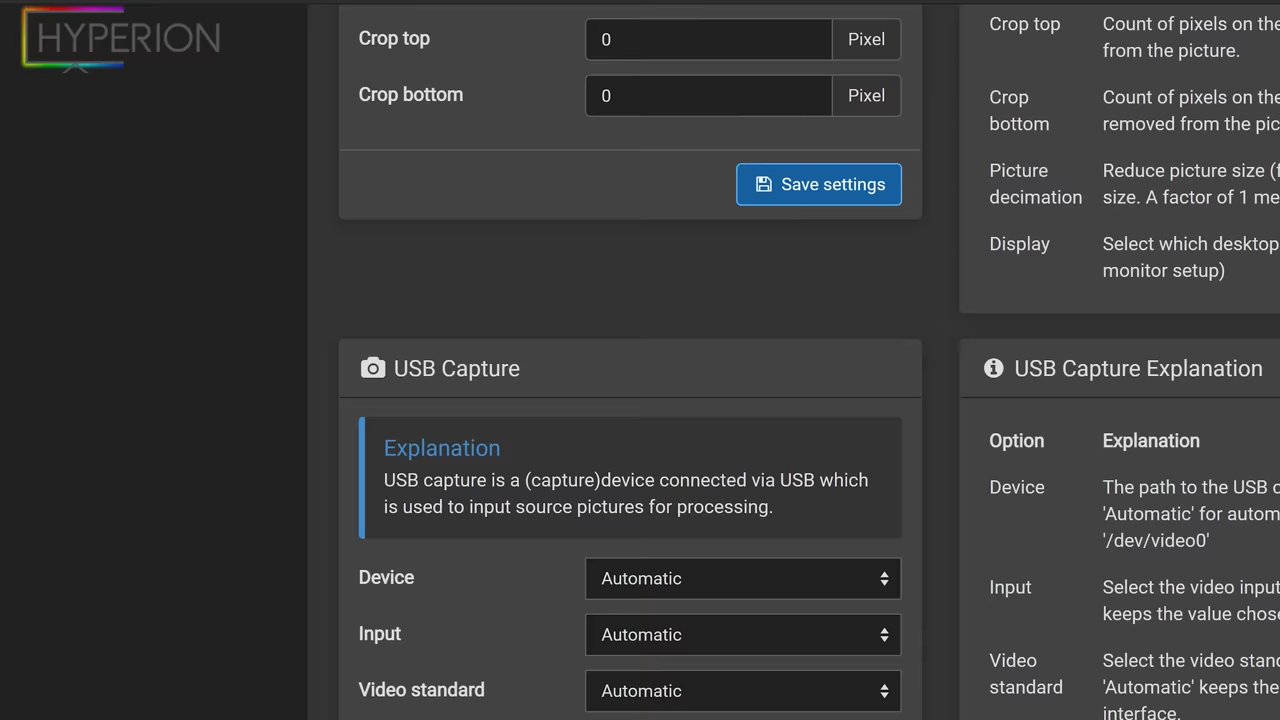 HYPERION
Crop top
0
Pixel
Crop bottom
0
Pixel
Save settings
Crop top
Count of pixels on the
from the picture.
Crop
bottom
Count of pixels on the
removed from the pic
Picture
decimation
Reduce picture size (f
size. A factor of 1 me
Display
Select which desktop
monitor setup)
USB Capture
Explanation
USB capture is a (capture)device connected via USB which
is used to input source pictures for processing.
Device
Automatic
Input
Automatic
Video standard
Automatic
USB Capture Explanation
Option
Explanation
Device
The path to the USB c
'Automatic' for autom
'/dev/video0'
Input
Select the video input
keeps the value chose
Video
standard
Select the video stand
'Automatic' keeps the
interface.